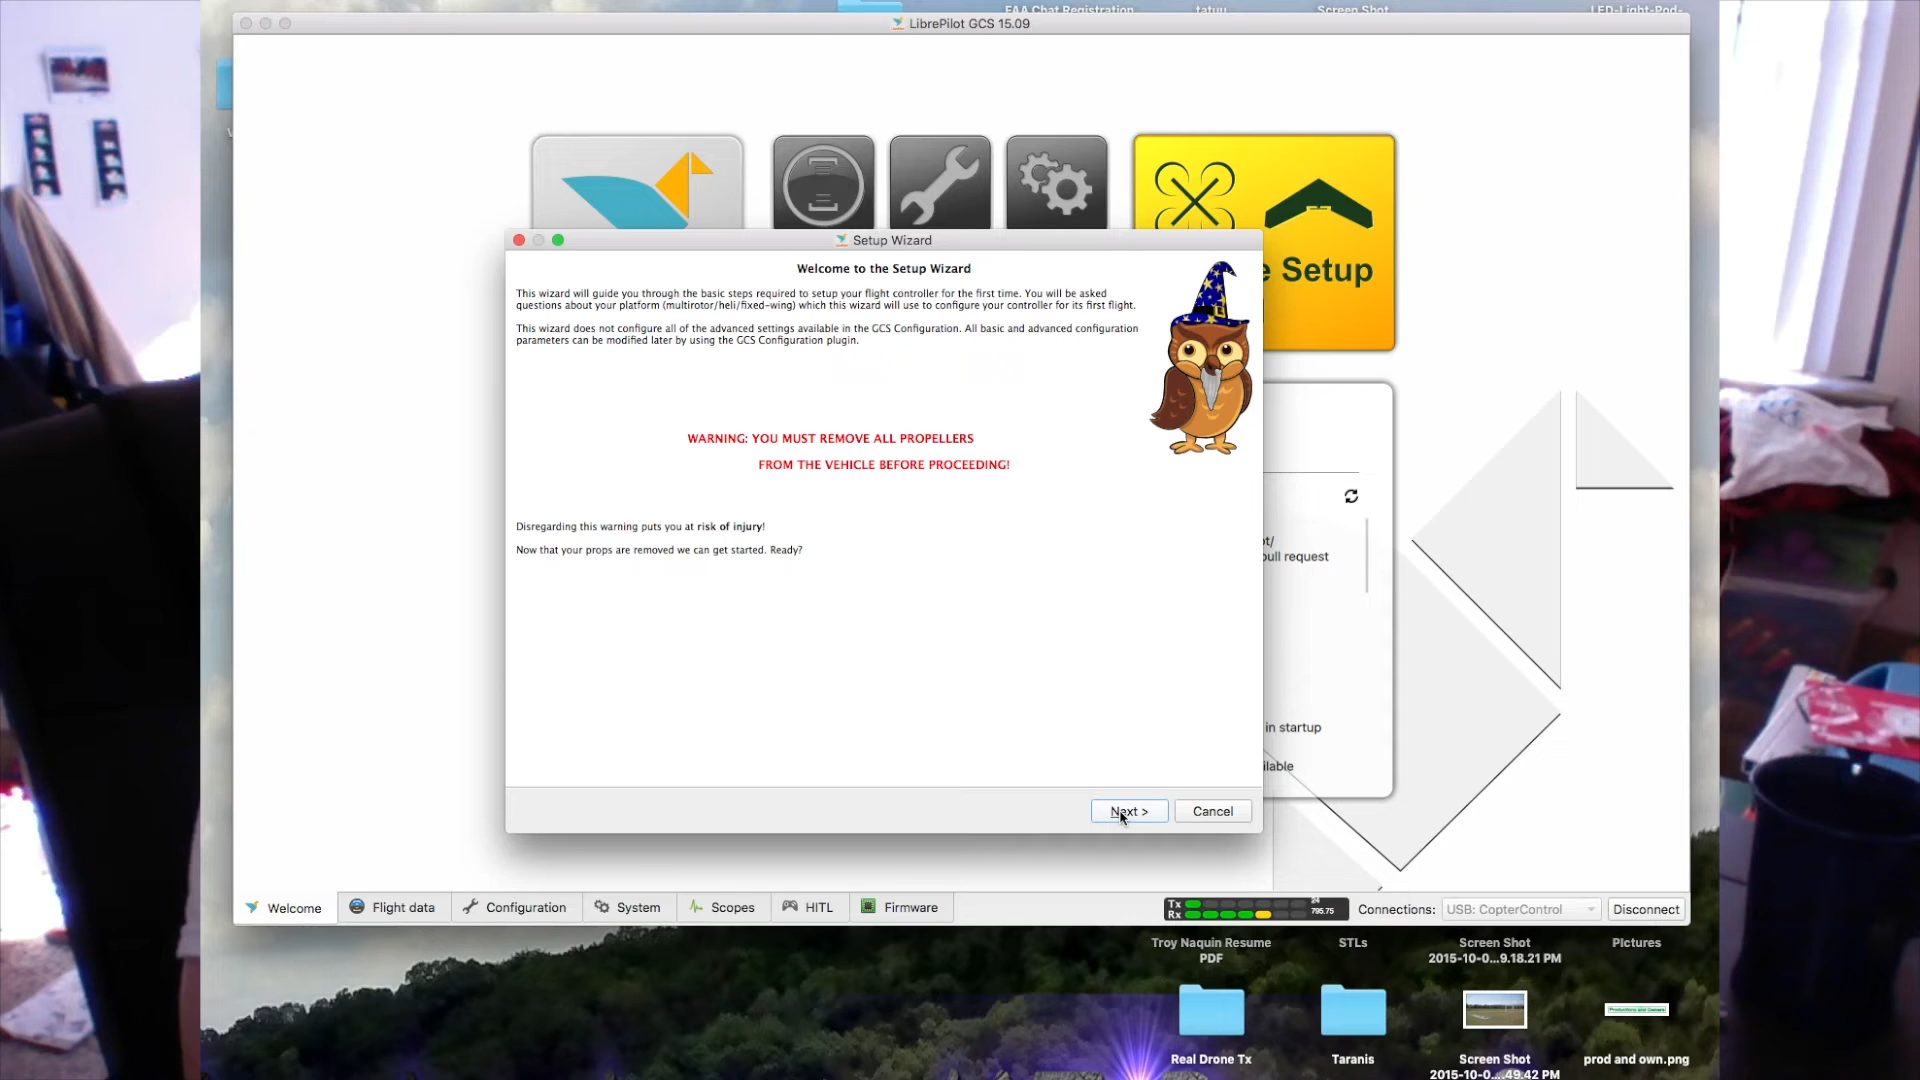 FAA Chat Registration
tatuu
Screen Shot
LED-Light-Pod-
LibrePilot GCS 15.09
Setup
Setup Wizard
Welcome to the Setup Wizard
This wizard will guide you through the basic steps required to setup your flight controller for the first time. You will be asked
questions about your platform (multirotor/heli/fixed-wing) which this wizard will use to configure your controller for its first flight.
This wizard does not configure all of the advanced settings available in the GCS Configuration. All basic and advanced configuration
parameters can be modified later by using the GCS Configuration plugin.
WARNING: YOU MUST REMOVE ALL PROPELLERS
FROM THE VEHICLE BEFORE PROCEEDING!
Disregarding this warning puts you at risk of injury!
Now that your props are removed we can get started. Ready?
request
in startup
Next >
Cancel
Welcome
Flight data
Configuration
System
Scopes
HITL
Firmware
Tx
24
Rx
795.75
Connections:
USB: CopterControl
Disconnect
Troy Naquin Resume
PDF
STLs
Screen Shot
2015-10-0...9.18.21 PM
Pictures
Real Drone Tx
Taranis
Screen Shot
2015-10-0....49.42 PM
prod and own.png